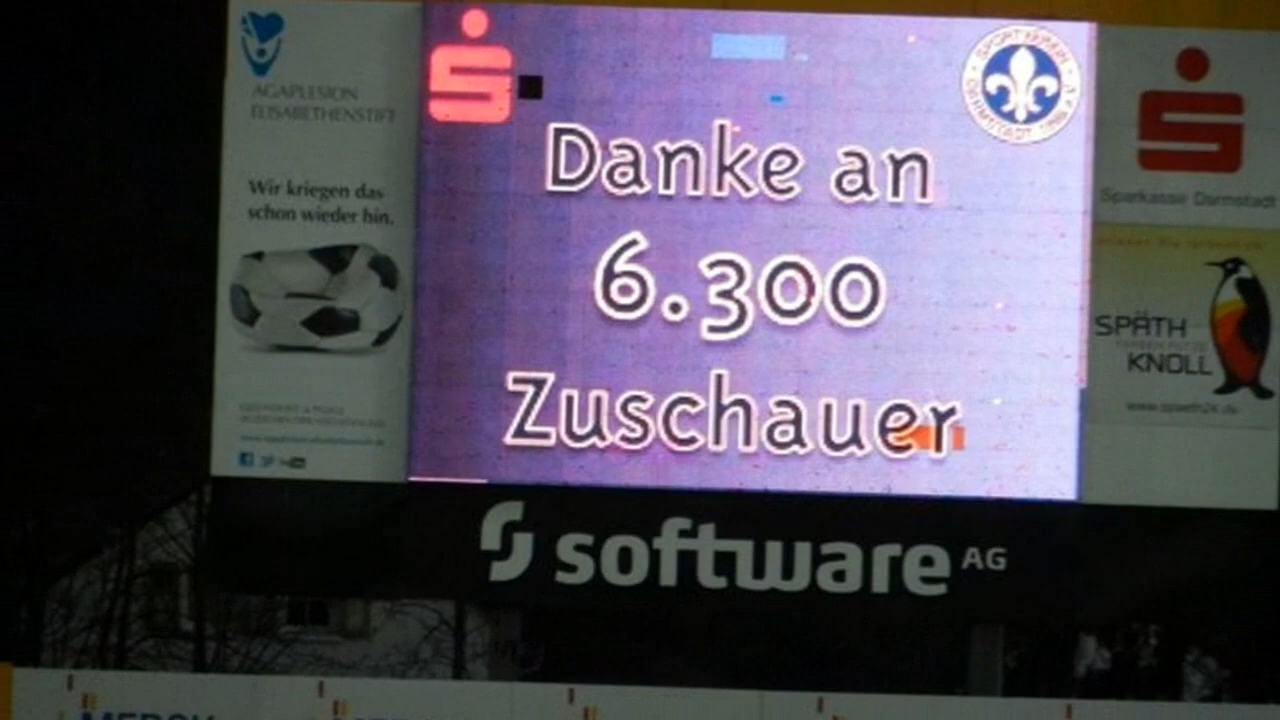 AGAPLESION
ELISABETHENSTIFT
Wir kriegen das
schon wieder hin.
Danke an
6.300
Zuschauer
Sparkasse Darmstadt
SPÄTH
KNOLL
www.spaeth24.de
software AG
MERCK